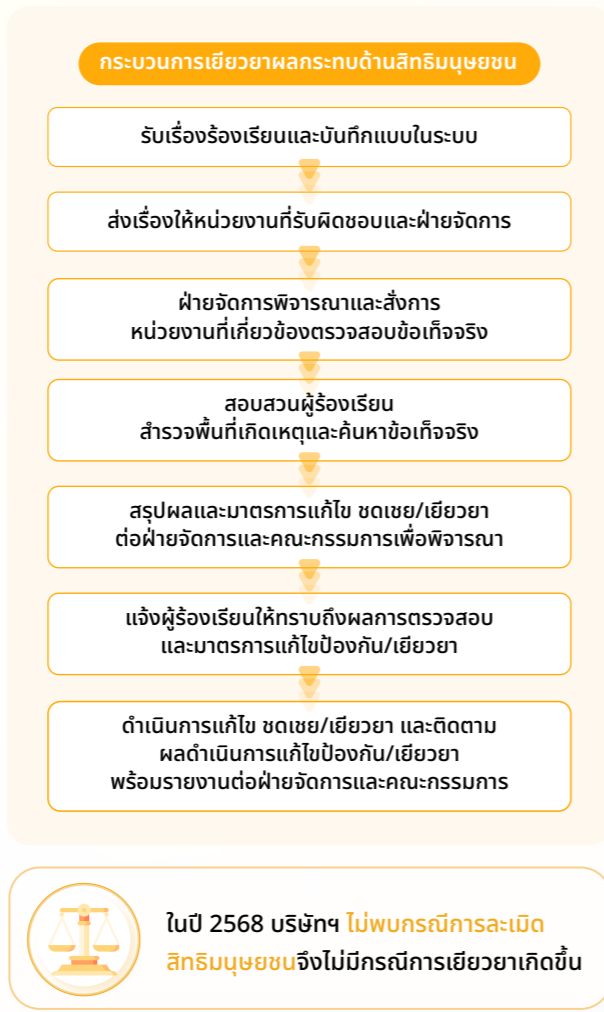 กระบวนการเยียวยาผลกระทบด้านสิทธิมนุษยชน
รับเรื่องร้องเรียนและบันทึกแบบในระบบ
ส่งเรื่องให้หน่วยงานที่รับผิดชอบและฝ่ายจัดการ
ฝ่ายจัดการพิจารณาและสั่งการ
หน่วยงานที่เกี่ยวข้องตรวจสอบข้อเท็จจริง
สอบสวนผู้ร้องเรียน
สำรวจพื้นที่เกิดเหตุและค้นหาข้อเท็จจริง
สรุปผลและมาตรการแก้ไข ชดเชย/เยียวยา
ต่อฝ่ายจัดการและคณะกรรมการเพื่อพิจารณา
แจ้งผู้ร้องเรียนให้ทราบถึงผลการตรวจสอบ
และมาตรการแก้ไขป้องกัน/เยียวยา
ดำเนินการแก้ไข ชดเชย/เยียวยา และติดตาม
ผลดำเนินการแก้ไขป้องกัน/เยียวยา
พร้อมรายงานต่อฝ่ายจัดการและคณะกรรมการ
ในปี 2568 บริษัทฯ ไม่พบกรณีการละเมิด
สิทธิมนุษยชนจึงไม่มีกรณีการเยียวยาเกิดขึ้น